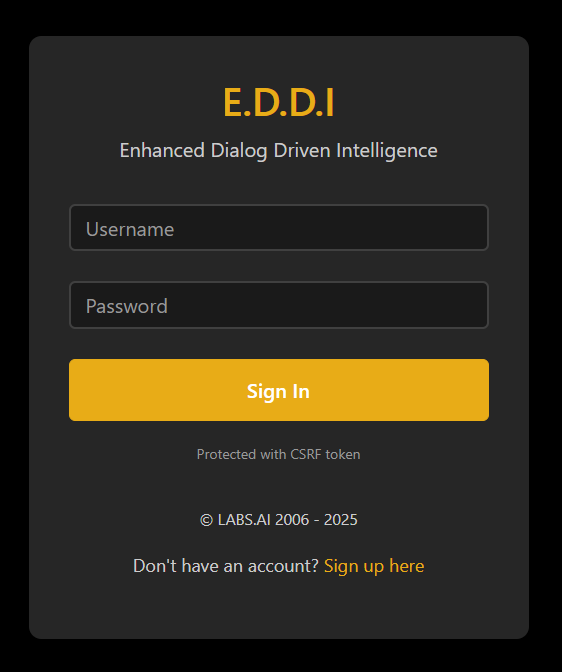 E.D.D.I
Enhanced Dialog Driven Intelligence
Username
Password
Sign In
Protected with CSRF token
© LABS.AI 2006 - 2025
Don't have an account? Sign up here